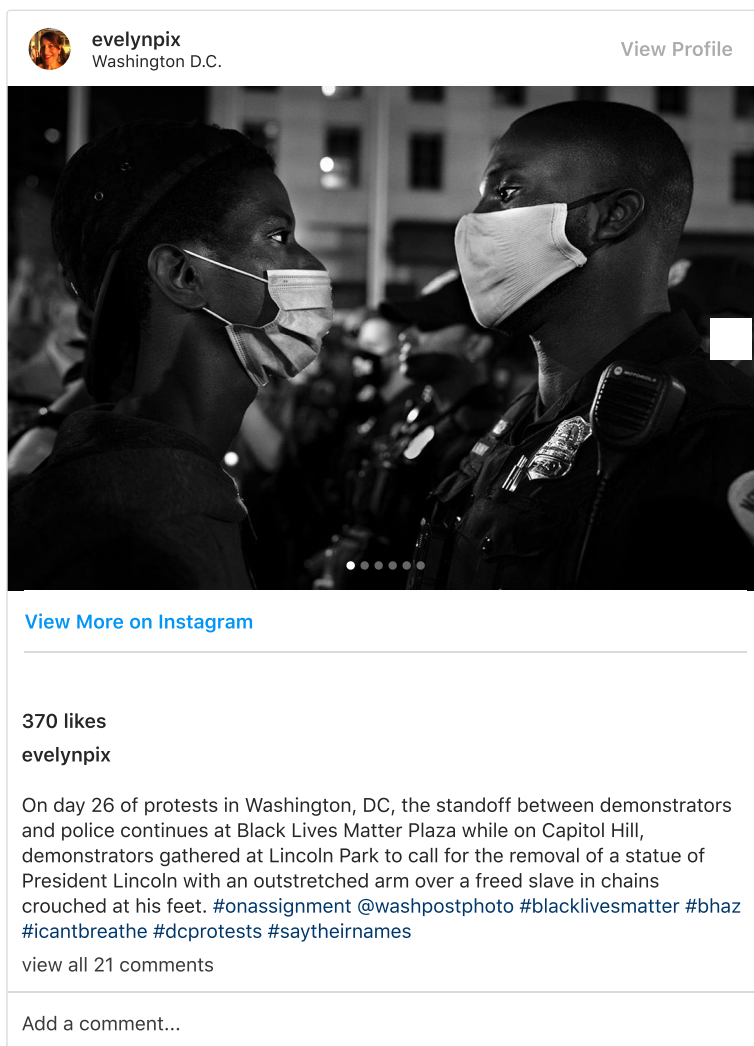 evelynpix
Washington D.C.
View Profile
MOTOROLA
View More on Instagram
370 likes
evelynpix
On day 26 of protests in Washington, DC, the standoff between demonstrators
and police continues at Black Lives Matter Plaza while on Capitol Hill,
demonstrators gathered at Lincoln Park to call for the removal of a statue of
President Lincoln with an outstretched arm over a freed slave in chains
crouched at his feet. #onassignment @washpostphoto #blacklivesmatter #bhaz
#icantbreathe #dcprotests #saytheirnames
view all 21 comments
Add a comment...